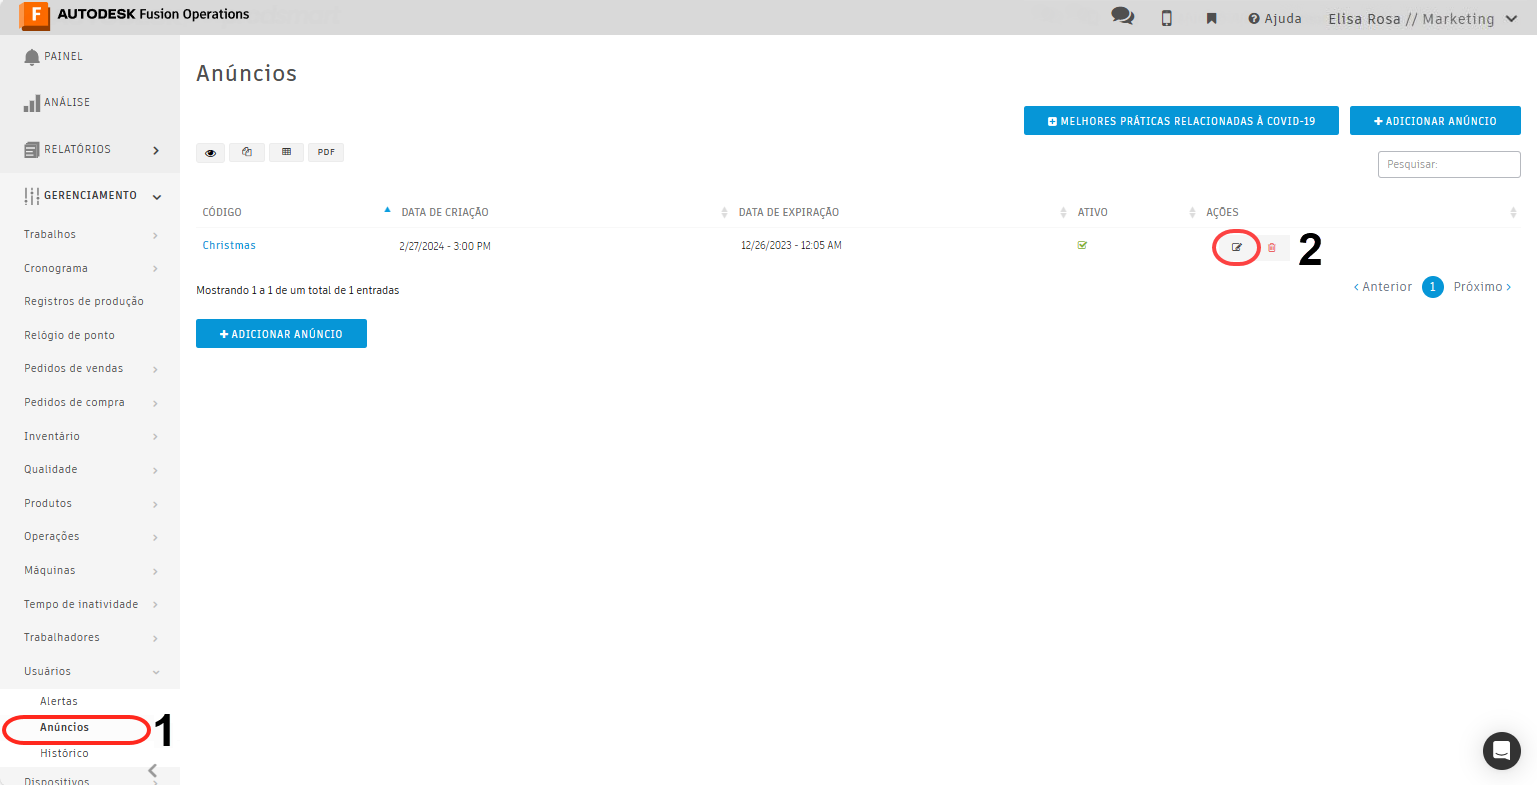 AUTODESK Fusion Operations
Ajuda
Elisa Rosa // Marketing
PAINEL
ANÁLISE
RELATÓRIOS
GERENCIAMENTO
Trabalhos
Cronograma
Registros de produção
Relógio de ponto
Pedidos de vendas
Pedidos de compra
Inventário
Qualidade
Produtos
Operações
Máquinas
Tempo de inatividade
Trabalhadores
Usuários
Alertas
Anúncios
1
Histórico
Dispositivos
Anúncios
MELHORES PRÁTICAS RELACIONADAS À COVID-19
ADICIONAR ANÚNCIO
PDF
Pesquisar:
CÓDIGO DATA DE CRIAÇÃO DATA DE EXPIRAÇÃO ATIVO AÇÕES
Christmas 2/27/2024 - 3:00 PM 12/26/2023 - 12:05 AM
2
Mostrando 1 a 1 de um total de 1 entradas
‹ Anterior 1 Próximo ›
ADICIONAR ANÚNCIO